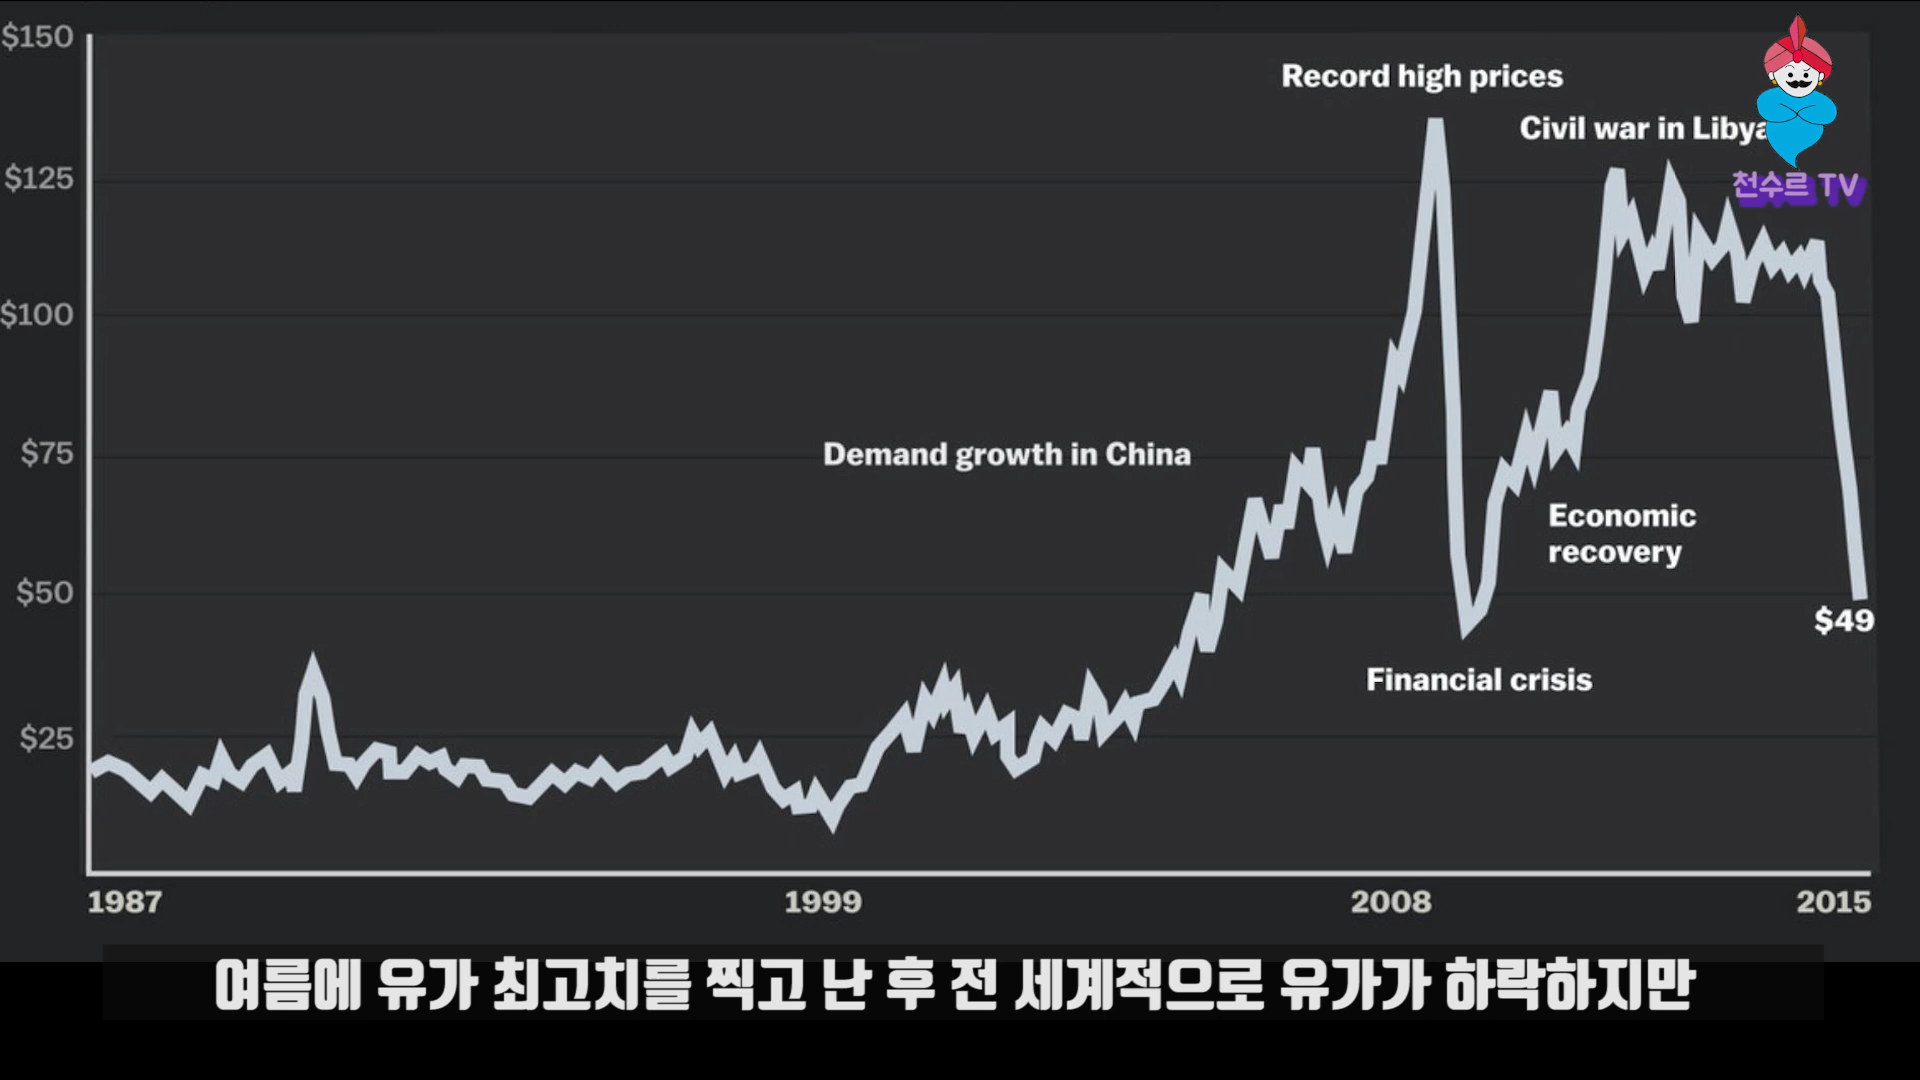 $150
Record high prices
Civil war in Libya
천수르 TV
$125
$100
$75
Demand growth in China
Economic
recovery
$50
$49
Financial crisis
$25
1987
1999
2008
2015
여름에 유가 최고치를 찍고 난 후 전 세계적으로 유가가 하락하지만